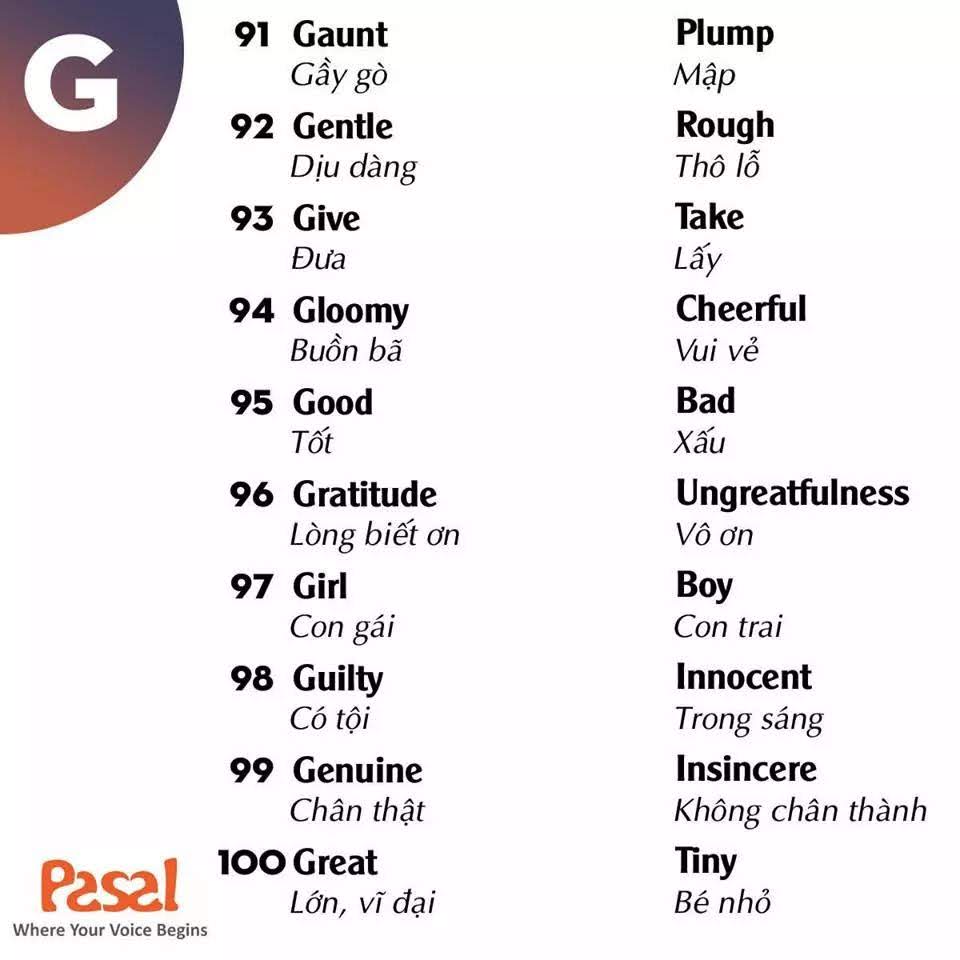 G
91 Gaunt Plump
Gầy gò Mập
92 Gentle Rough
Dịu dàng Thô lỗ
93 Give Take
Đưa Lấy
94 Gloomy Cheerful
Buồn bã Vui vẻ
95 Good Bad
Tốt Xấu
96 Gratitude Ungreatfulness
Lòng biết ơn Vô ơn
97 Girl Boy
Con gái Con trai
98 Guilty Innocent
Có tội Trong sáng
99 Genuine Insincere
Chân thật Không chân thành
100 Great Tiny
Lớn, vĩ đại Bé nhỏ
Pasal
Where Your Voice Begins